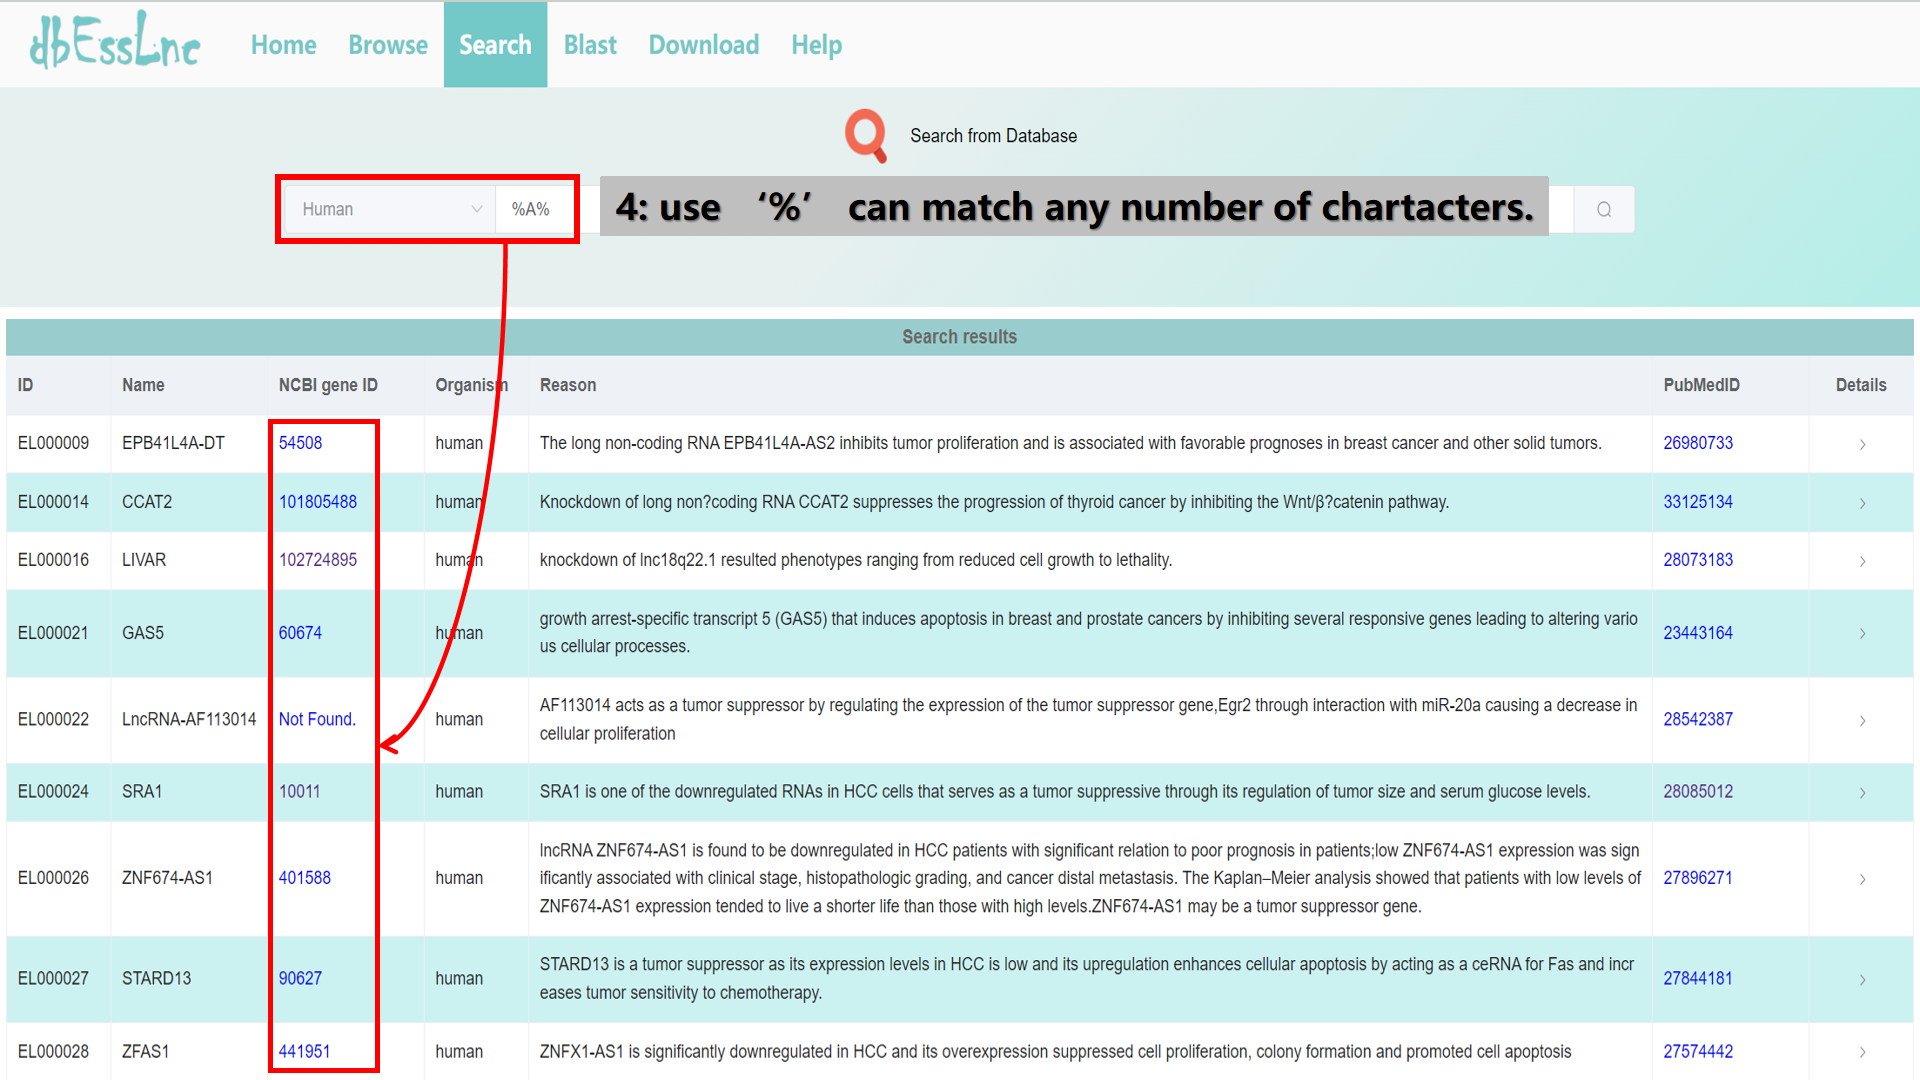 dbEssLnc
Home Browse Search Blast Download Help
Search from Database
Human %A%
4: use ‘%’ can match any number of chartacters.
Search results
ID Name NCBI gene ID Organism Reason PubMedID Details
EL000009 EPB41L4A-DT 54508 human The long non-coding RNA EPB41L4A-AS2 inhibits tumor proliferation and is associated with favorable prognoses in breast cancer and other solid tumors. 26980733
EL000014 CCAT2 101805488 human Knockdown of long non?coding RNA CCAT2 suppresses the progression of thyroid cancer by inhibiting the Wnt/β?catenin pathway. 33125134
EL000016 LIVAR 102724895 human knockdown of lnc18q22.1 resulted phenotypes ranging from reduced cell growth to lethality. 28073183
EL000021 GAS5 60674 human growth arrest-specific transcript 5 (GAS5) that induces apoptosis in breast and prostate cancers by inhibiting several responsive genes leading to altering vario
us cellular processes. 23443164
EL000022 LncRNA-AF113014 Not Found. human AF113014 acts as a tumor suppressor by regulating the expression of the tumor suppressor gene,Egr2 through interaction with miR-20a causing a decrease in
cellular proliferation 28542387
EL000024 SRA1 10011 human SRA1 is one of the downregulated RNAs in HCC cells that serves as a tumor suppressive through its regulation of tumor size and serum glucose levels. 28085012
EL000026 ZNF674-AS1 401588 human lncRNA ZNF674-AS1 is found to be downregulated in HCC patients with significant relation to poor prognosis in patients;low ZNF674-AS1 expression was sign
ificantly associated with clinical stage, histopathologic grading, and cancer distal metastasis. The Kaplan–Meier analysis showed that patients with low levels of
ZNF674-AS1 expression tended to live a shorter life than those with high levels.ZNF674-AS1 may be a tumor suppressor gene. 27896271
EL000027 STARD13 90627 human STARD13 is a tumor suppressor as its expression levels in HCC is low and its upregulation enhances cellular apoptosis by acting as a ceRNA for Fas and incr
eases tumor sensitivity to chemotherapy. 27844181
EL000028 ZFAS1 441951 human ZNFX1-AS1 is significantly downregulated in HCC and its overexpression suppressed cell proliferation, colony formation and promoted cell apoptosis 27574442